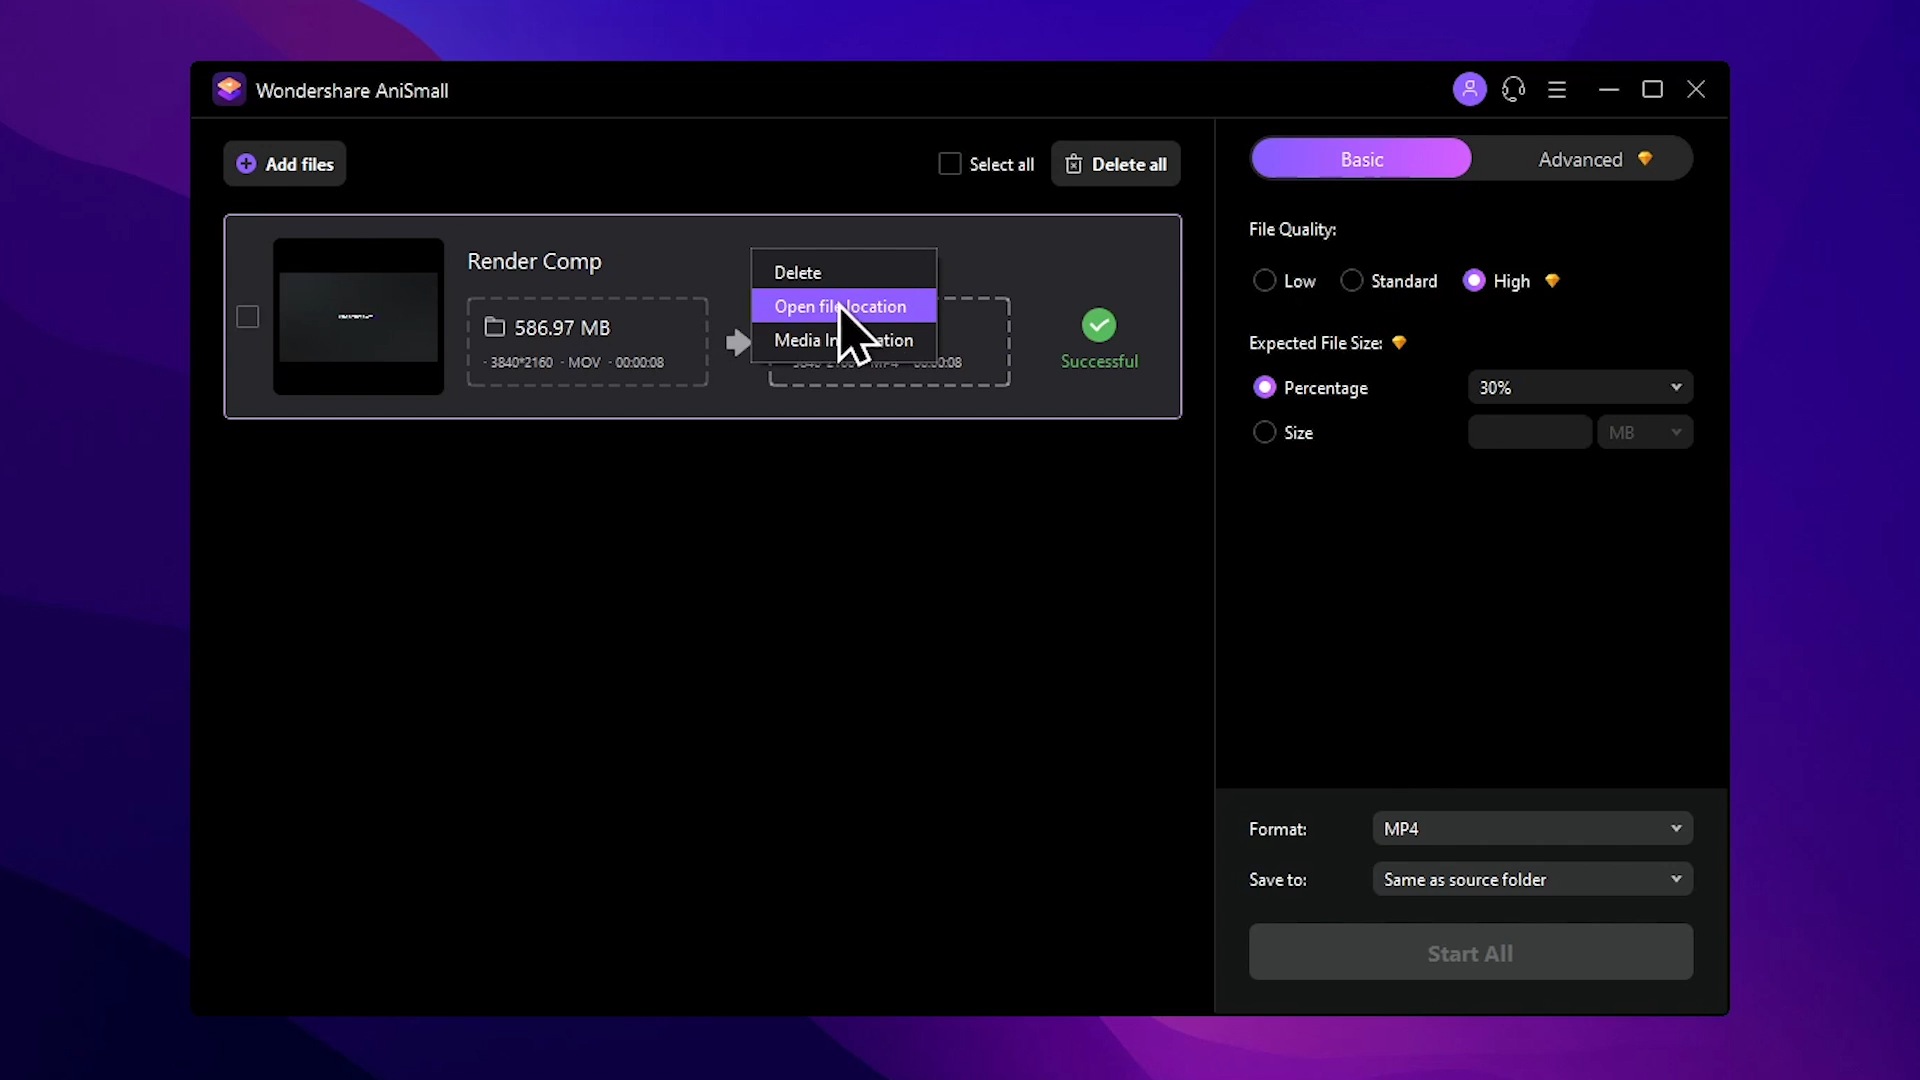 Wondershare AniSmall
Add files
Select all
Delete all
Basic
Advanced
Render Comp
586.97 MB
· 3840*2160 · MOV · 00:00:08
Delete
Open file location
Media
Successful
File Quality:
Low
Standard
High
Expected File Size:
Percentage
30%
Size
MB
Format:
MP4
Save to:
Same as source folder
Start All